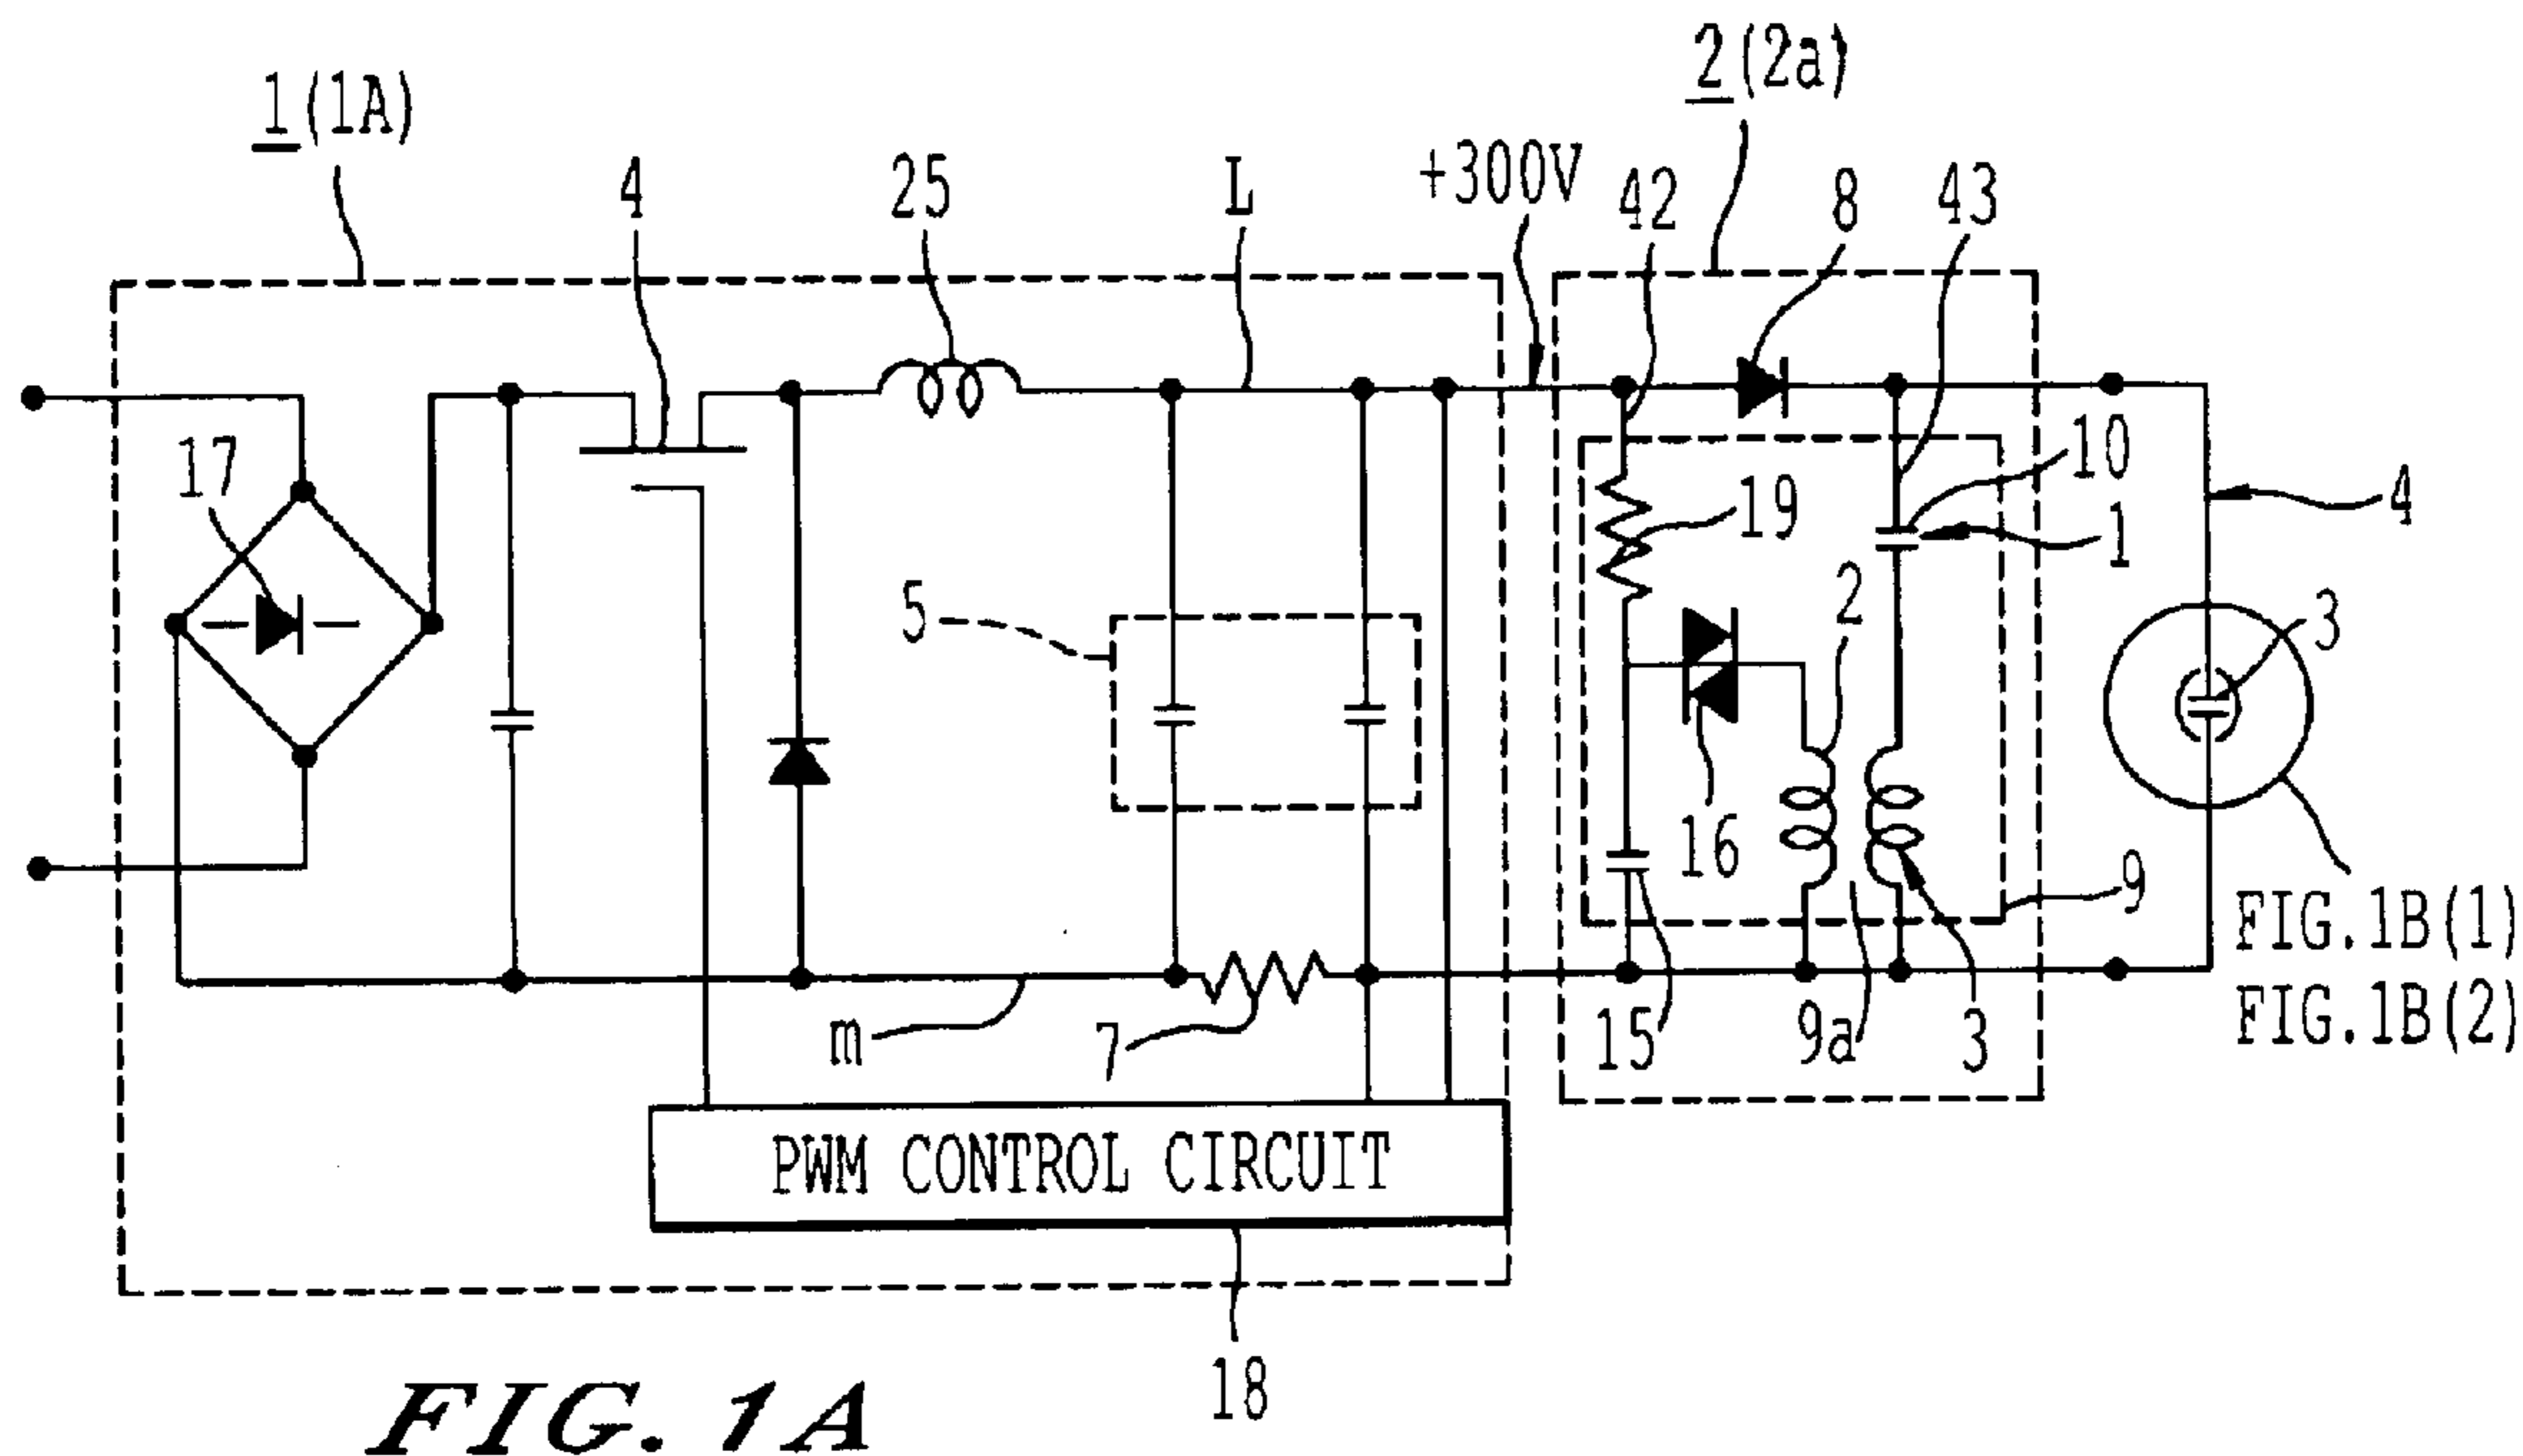 2(2a)
1(1A)
4
25
L
+300V
42
8
43
17
10
19
1
4
5
2
3
16
9
FIG.1B(1)
FIG.1B(2)
m
7
15
9a
3
PWM CONTROL CIRCUIT
18
FIG. 1A